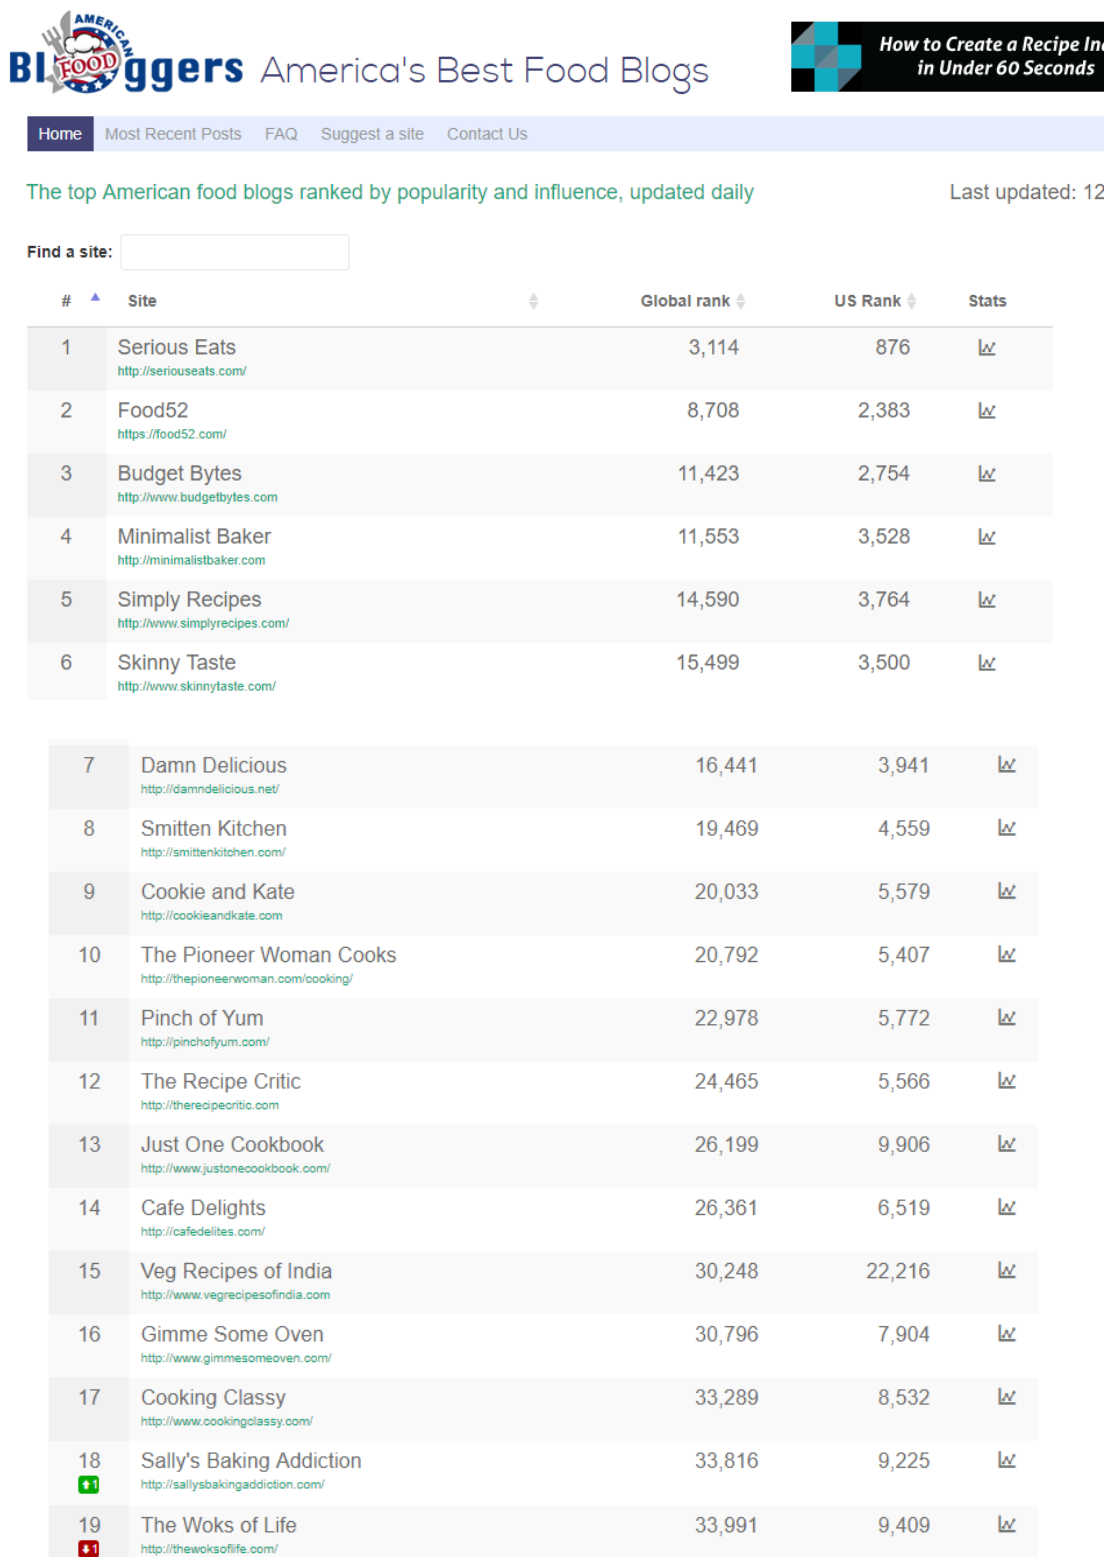 AMERICAN
FOOD
Bl ggers America's Best Food Blogs
How to Create a Recipe
in Under 60 Seconds
Home Most Recent Posts FAQ Suggest a site Contact Us
The top American food blogs ranked by popularity and influence, updated daily Last updated: 12
Find a site:
# Site Global rank US Rank Stats
1 Serious Eats 3,114 876
http://seriouseats.com/
2 Food52 8,708 2,383
https://food52.com/
3 Budget Bytes 11,423 2,754
http://www.budgetbytes.com
4 Minimalist Baker 11,553 3,528
http://minimalistbaker.com
5 Simply Recipes 14,590 3,764
http://www.simplyrecipes.com/
6 Skinny Taste 15,499 3,500
http://www.skinnytaste.com/
7 Damn Delicious 16,441 3,941
http://damndelicious.net/
8 Smitten Kitchen 19,469 4,559
http://smittenkitchen.com/
9 Cookie and Kate 20,033 5,579
http://cookieandkate.com
10 The Pioneer Woman Cooks 20,792 5,407
http://thepioneerwoman.com/cooking/
11 Pinch of Yum 22,978 5,772
http://pinchofyum.com/
12 The Recipe Critic 24,465 5,566
http://therecipecritic.com
13 Just One Cookbook 26,199 9,906
http://www.justonecookbook.com/
14 Cafe Delights 26,361 6,519
http://cafedelites.com/
15 Veg Recipes of India 30,248 22,216
http://www.vegrecipesofindia.com
16 Gimme Some Oven 30,796 7,904
http://www.gimmesomeoven.com/
17 Cooking Classy 33,289 8,532
http://www.cookingclassy.com/
18 Sally's Baking Addiction 33,816 9,225
1 http://sallysbakingaddiction.com/
19 The Woks of Life 33,991 9,409
1 http://thewoksoflife.com/